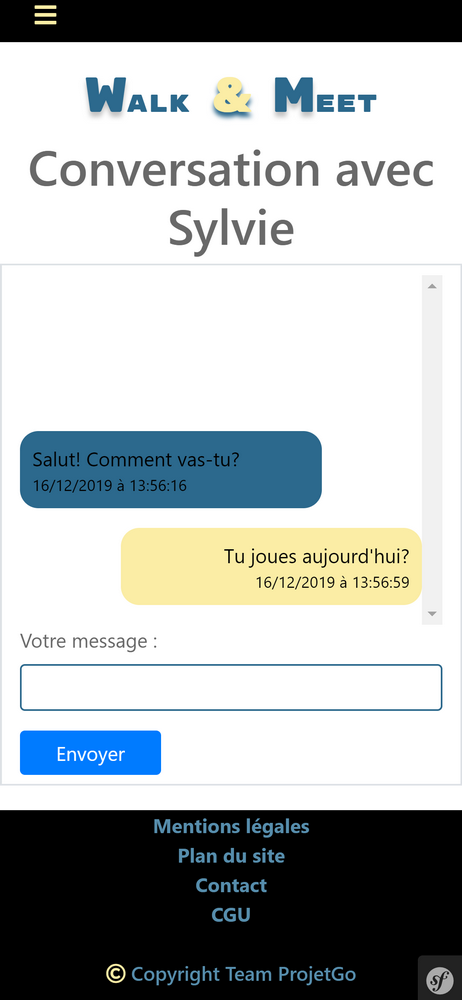 Walk & Meet
Conversation avec
Sylvie
Salut! Comment vas-tu?
16/12/2019 à 13:56:16
Tu joues aujourd'hui?
16/12/2019 à 13:56:59
Votre message :
Envoyer
Mentions légales
Plan du site
Contact
CGU
© Copyright Team ProjetGo
sf